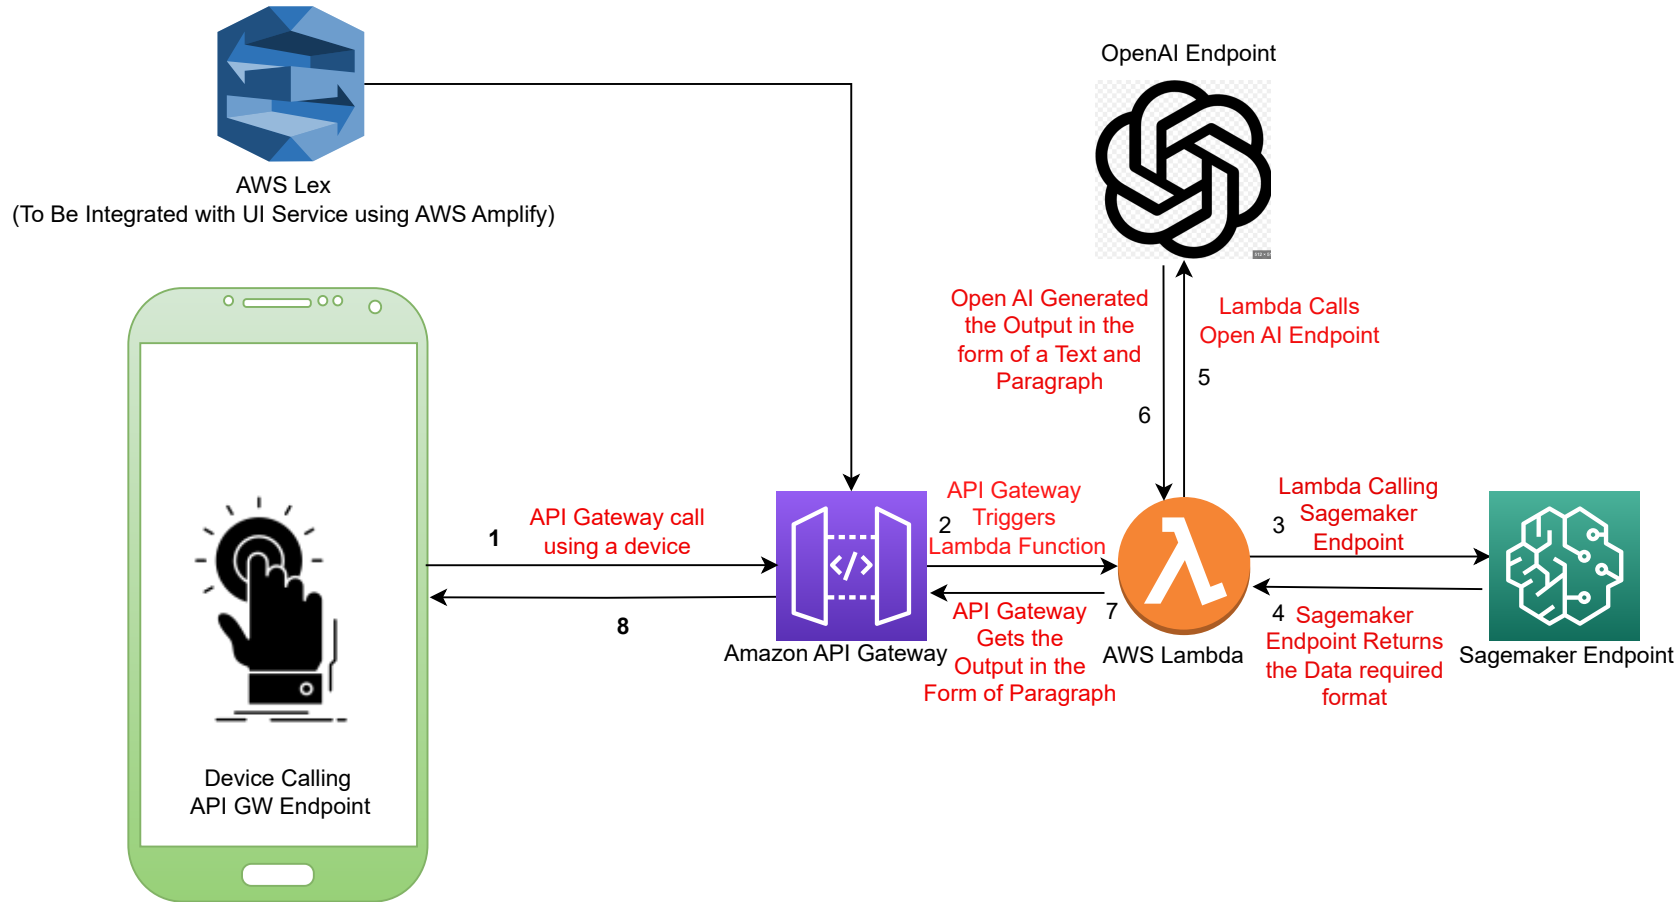 OpenAI Endpoint
AWS Lex
(To Be Integrated with UI Service using AWS Amplify)
Open AI Generated
the Output in the
form of a Text and
Paragraph
Lambda Calls
Open AI Endpoint
5
6
1
API Gateway call
using a device
API Gateway
Triggers
2
Lambda Function
Lambda Calling
Sagemaker
Endpoint
3
8
Amazon API Gateway
API Gateway
Gets the
Output in the
Form of Paragraph
7
AWS Lambda
4
Sagemaker
Endpoint Returns
the Data required
format
Sagemaker Endpoint
Device Calling
API GW Endpoint